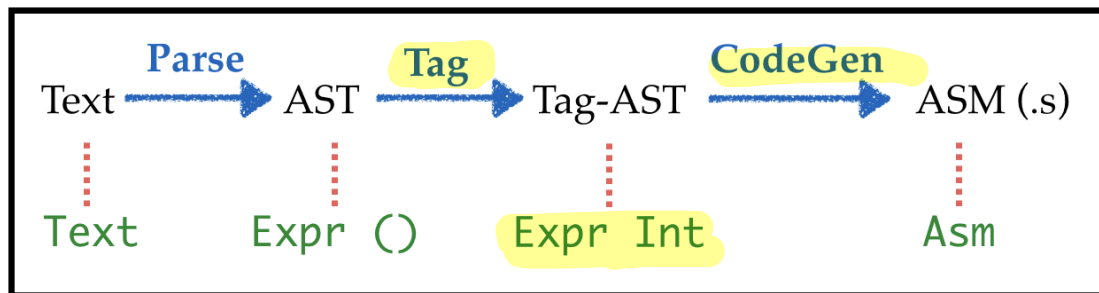 Parse Tag CodeGen
Text AST Tag-AST ASM (.s)
Text Expr () Expr Int Asm